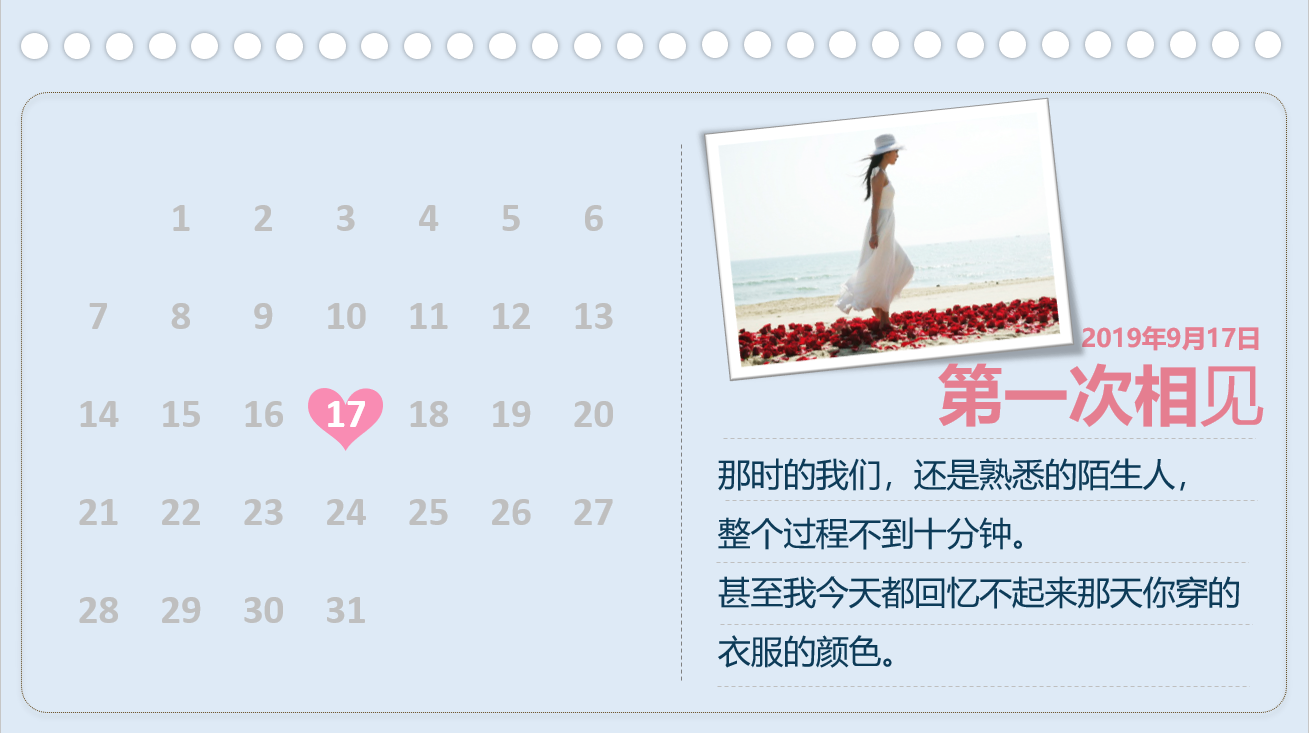 1 2 3 4 5 6
7 8 9 10 11 12 13
14 15 16 17 18 19 20
21 22 23 24 25 26 27
28 29 30 31
2019年9月17日
第一次相见
那时的我们，还是熟悉的陌生人，
整个过程不到十分钟。
甚至我今天都回忆不起来那天你穿的
衣服的颜色。